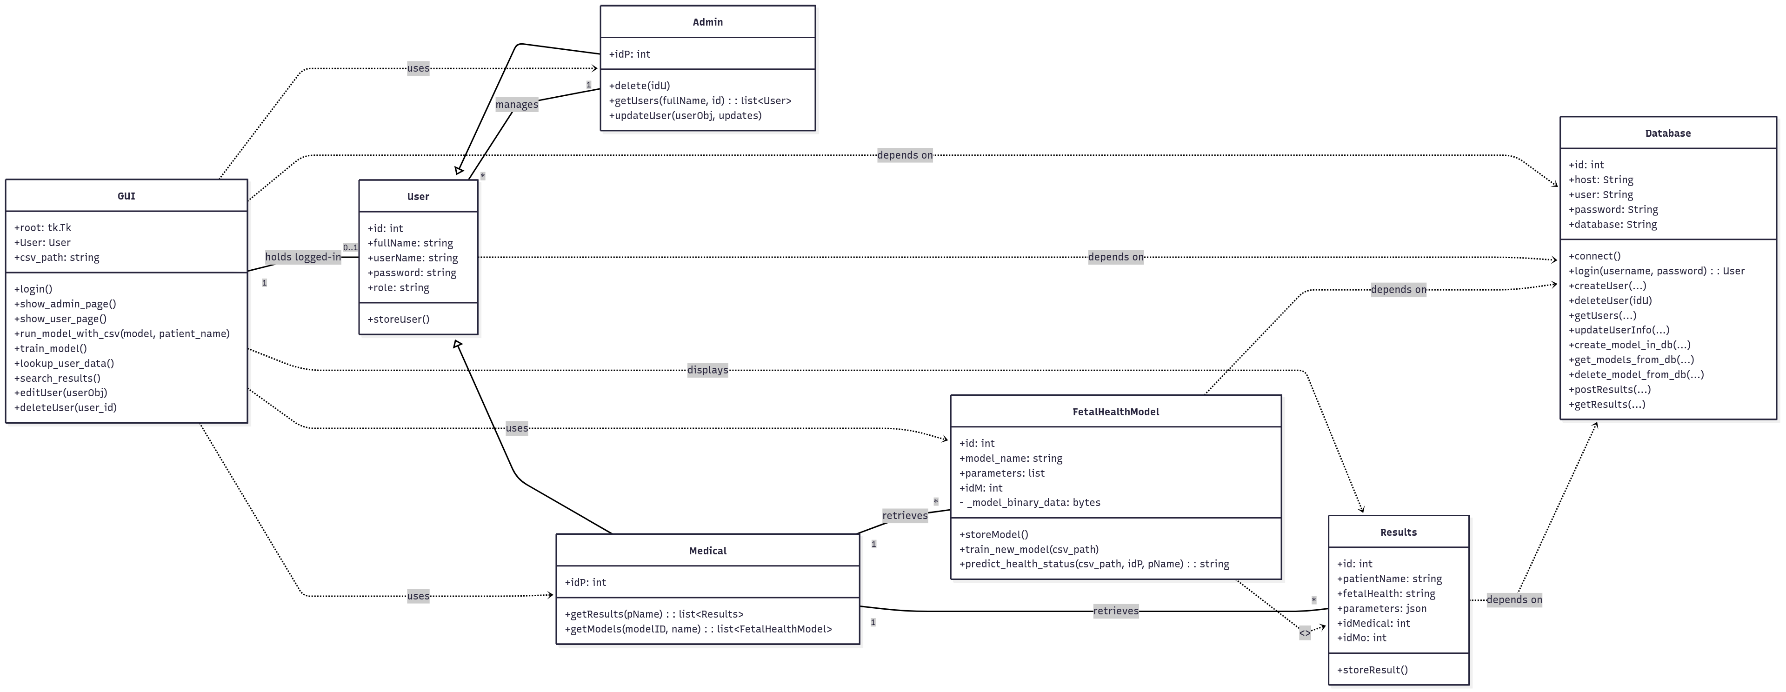 Admin
+idP: int
+delete(idU)
+getUsers(fullName, id) : : list<User>
+updateUser(userObj, updates)
uses
1
manages
*
depends on
Database
+id: int
+host: String
+user: String
+password: String
+database: String
+connect()
+login(username, password) : : User
+createUser(...)
+deleteUser(idU)
+getUsers(...)
+updateUserInfo(...)
+create_model_in_db(...)
+get_models_from_db(...)
+delete_model_from_db(...)
+postResults(...)
+getResults(...)
GUI
+root: tk.Tk
+User: User
+csv_path: string
+login()
+show_admin_page()
+show_user_page()
+run_model_with_csv(model, patient_name)
+train_model()
+lookup_user_data()
+search_results()
+editUser(userObj)
+deleteUser(user_id)
holds logged-in
0..1
1
User
+id: int
+fullName: string
+userName: string
+password: string
+role: string
+storeUser()
depends on
depends on
displays
uses
FetalHealthModel
+id: int
+model_name: string
+parameters: list
+idM: int
- _model_binary_data: bytes
+storeModel()
+train_new_model(csv_path)
+predict_health_status(csv_path, idP, pName) : : string
*
retrieves
1
Medical
+idP: int
+getResults(pName) : : list<Results>
+getModels(modelID, name) : : list<FetalHealthModel>
uses
retrieves
1
*
<>
Results
+id: int
+patientName: string
+fetalHealth: string
+parameters: json
+idMedical: int
+idMo: int
+storeResult()
depends on